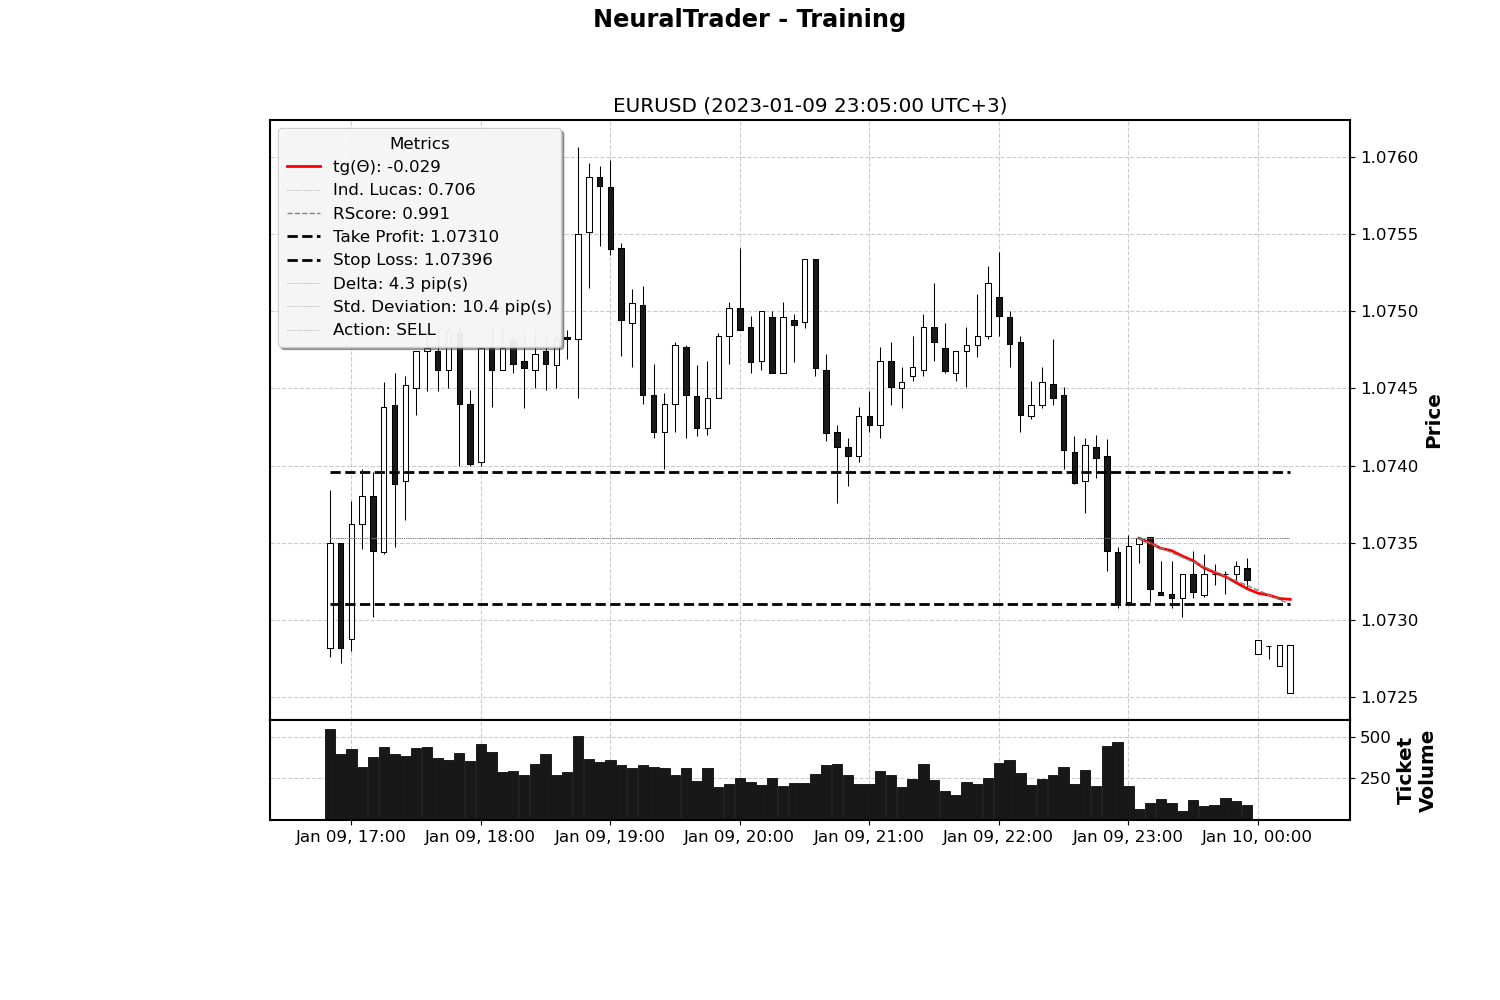 NeuralTrader - Training
EURUSD (2023-01-09 23:05:00 UTC+3)
Metrics
tg(Θ): -0.029
Ind. Lucas: 0.706
RScore: 0.991
Take Profit: 1.07310
Stop Loss: 1.07396
Delta: 4.3 pip(s)
Std. Deviation: 10.4 pip(s)
Action: SELL
1.0760
1.0755
1.0750
1.0745
1.0740
1.0735
1.0730
1.0725
Price
500
250
Ticket
Volume
Jan 09, 17:00
Jan 09, 18:00
Jan 09, 19:00
Jan 09, 20:00
Jan 09, 21:00
Jan 09, 22:00
Jan 09, 23:00
Jan 10, 00:00